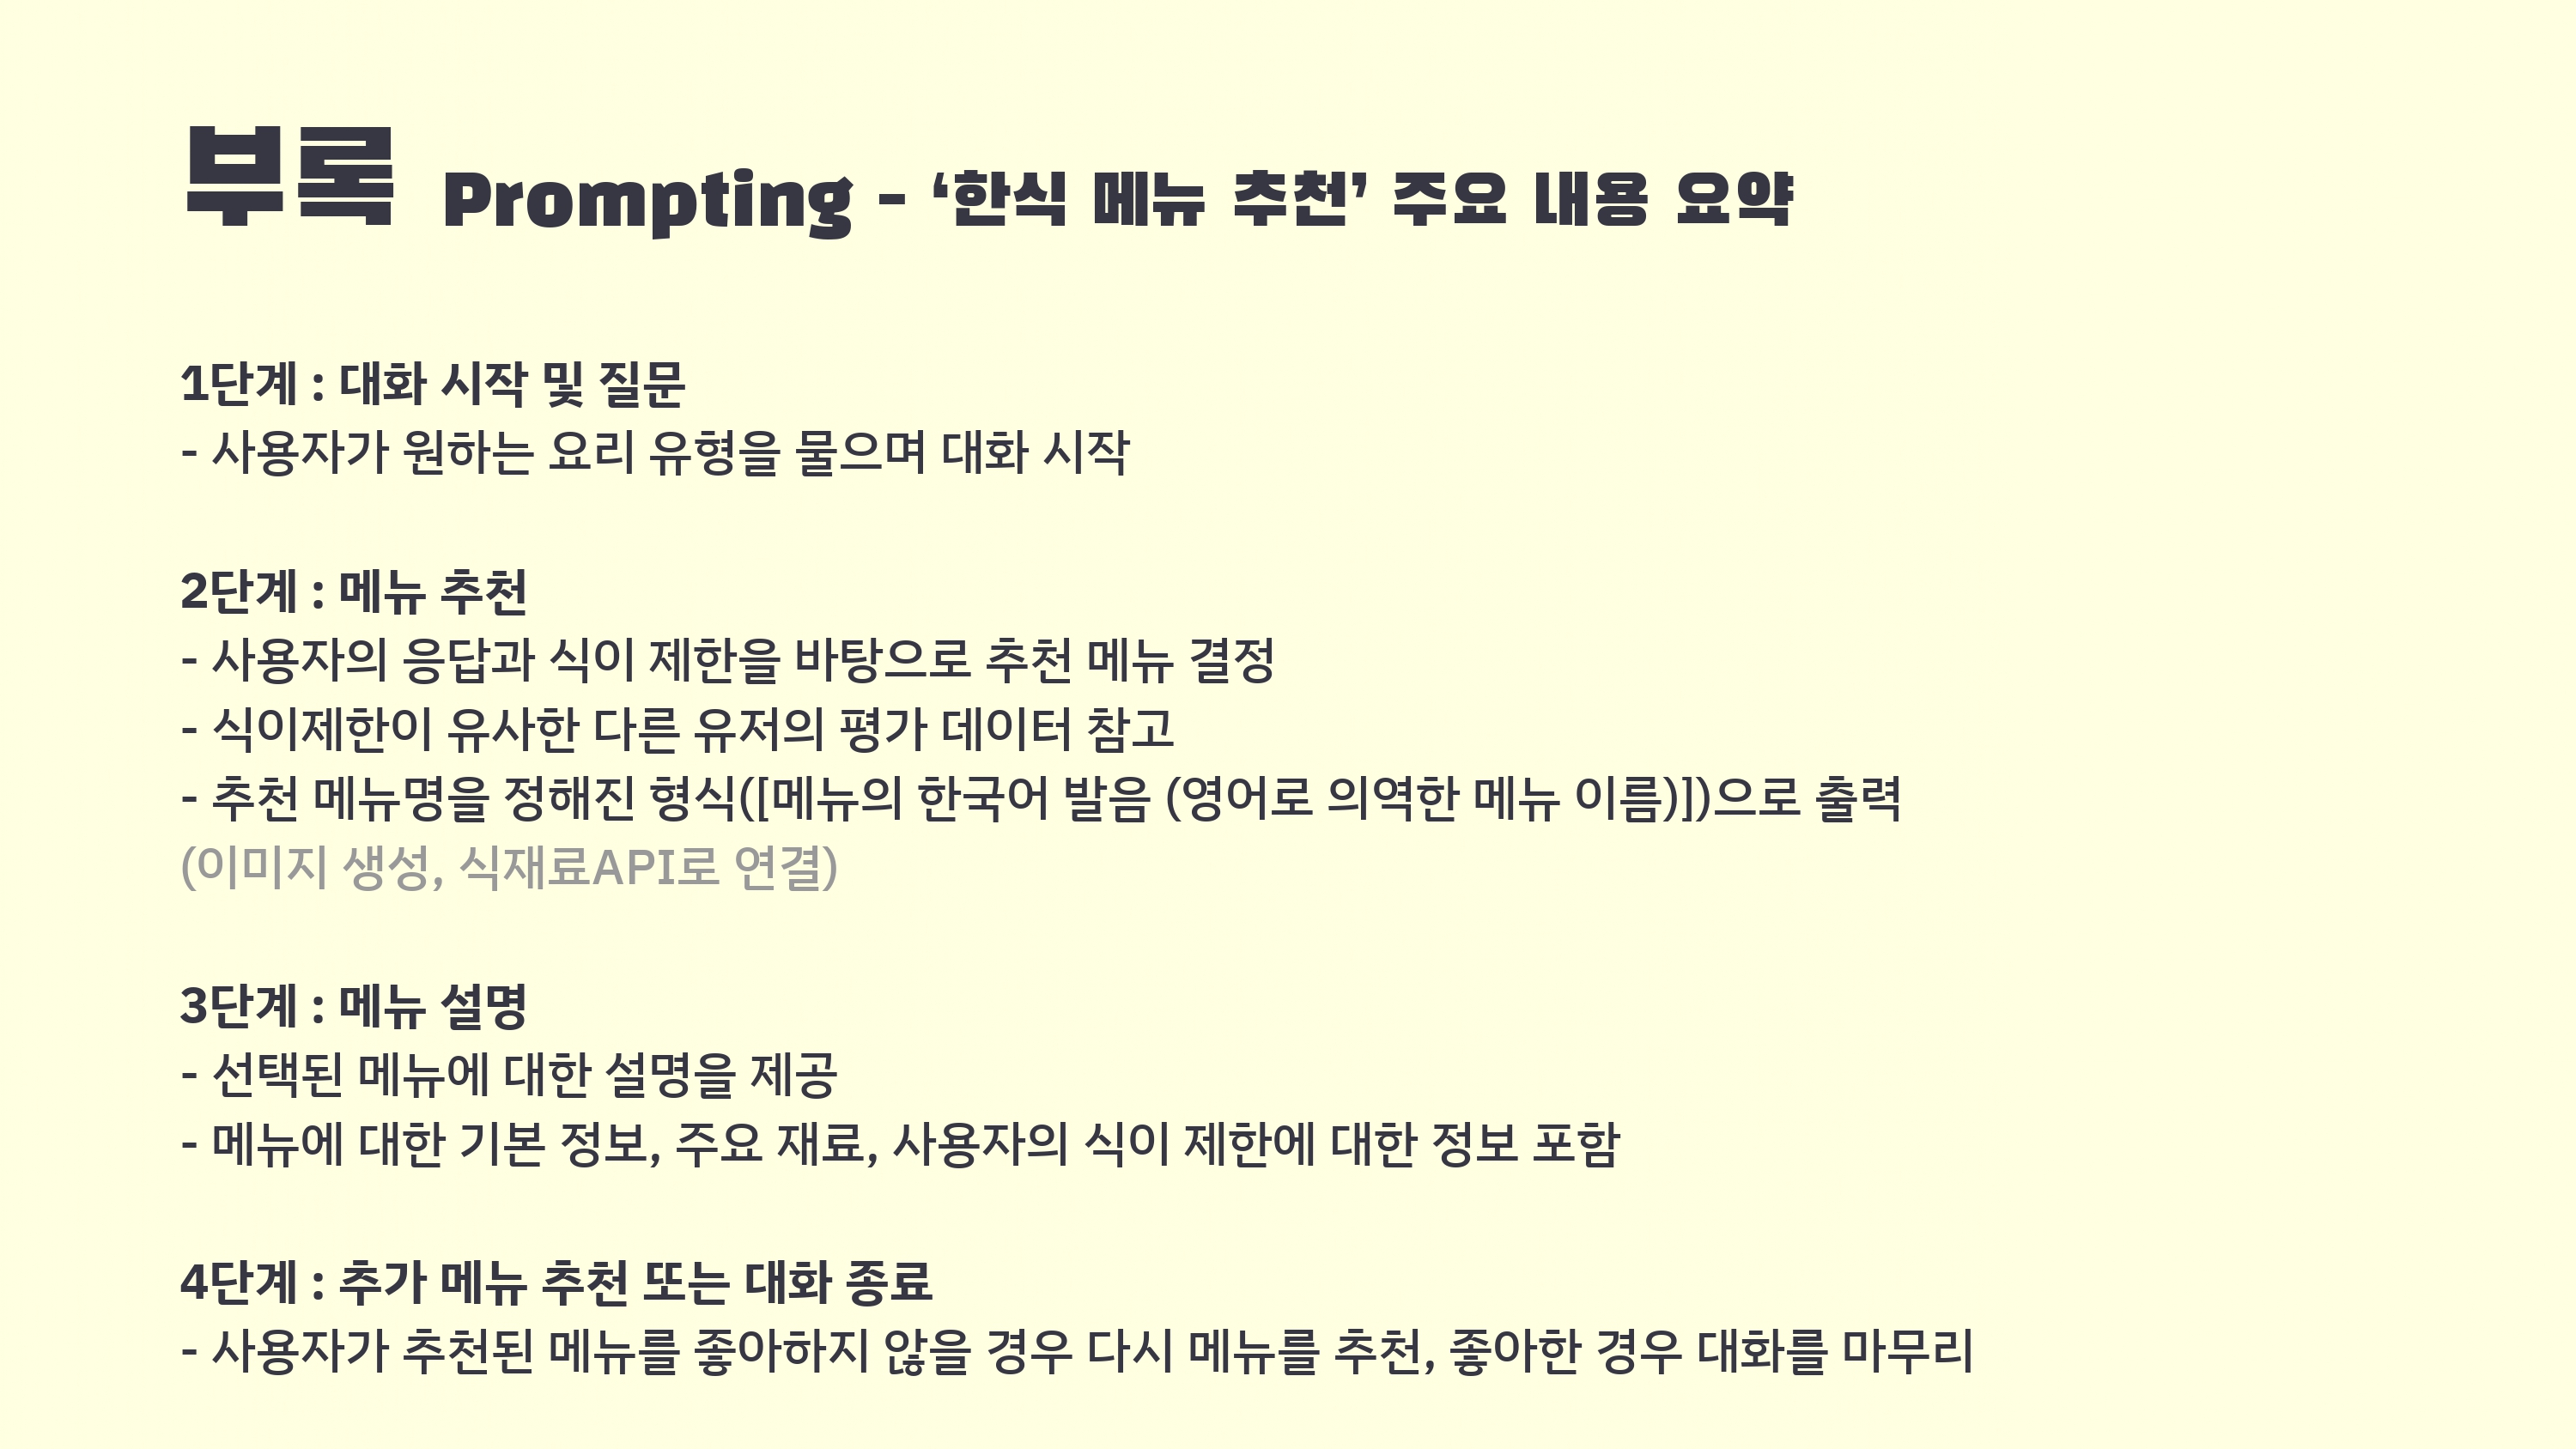 부록 Prompting - ‘한식 메뉴 추천’ 주요 내용 요약
1단계 : 대화 시작 및 질문
- 사용자가 원하는 요리 유형을 물으며 대화 시작
2단계 : 메뉴 추천
- 사용자의 응답과 식이 제한을 바탕으로 추천 메뉴 결정
- 식이제한이 유사한 다른 유저의 평가 데이터 참고
- 추천 메뉴명을 정해진 형식([메뉴의 한국어 발음 (영어로 의역한 메뉴 이름)])으로 출력
(이미지 생성, 식재료API로 연결)
3단계 : 메뉴 설명
- 선택된 메뉴에 대한 설명을 제공
- 메뉴에 대한 기본 정보, 주요 재료, 사용자의 식이 제한에 대한 정보 포함
4단계 : 추가 메뉴 추천 또는 대화 종료
- 사용자가 추천된 메뉴를 좋아하지 않을 경우 다시 메뉴를 추천, 좋아한 경우 대화를 마무리